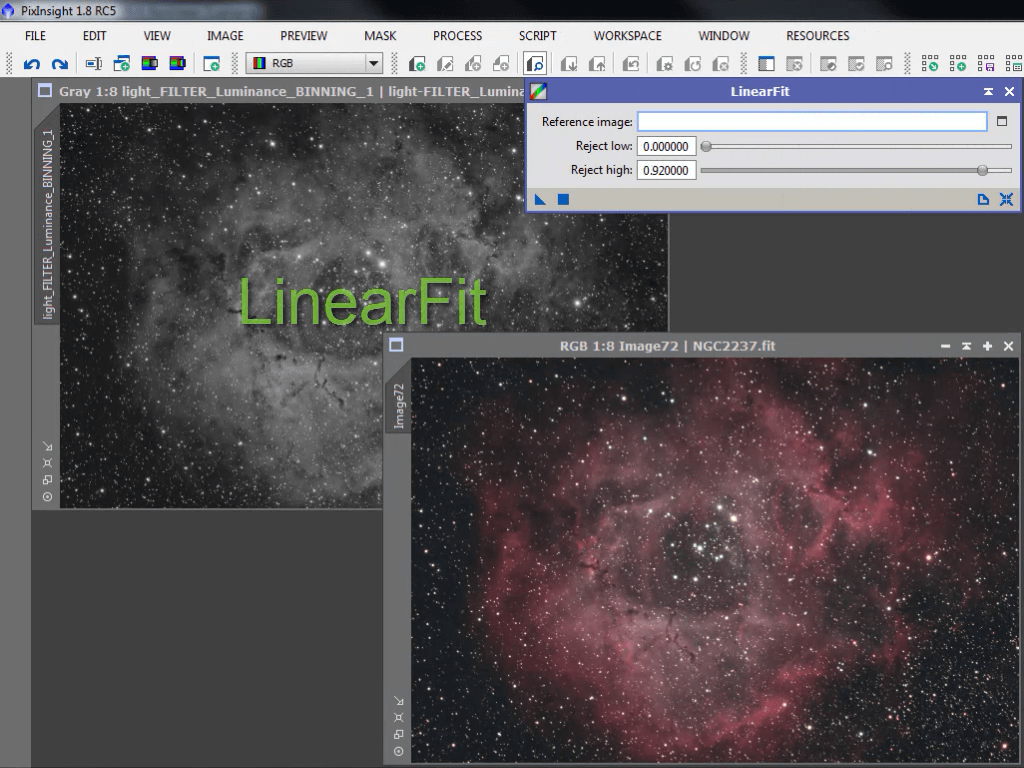 PixInsight 1.8 RC5
FILE EDIT VIEW IMAGE PREVIEW MASK PROCESS SCRIPT WORKSPACE WINDOW RESOURCES
RGB
Gray 1:8 light_FILTER_Luminance_BINNING_1 | light-FILTER_Lumina
light_FILTER_Luminance_BINNING_1
LinearFit
Reference image:
Reject low: 0.000000
Reject high: 0.920000
LinearFit
RGB 1:8 Image72 | NGC2237.fit
Image72